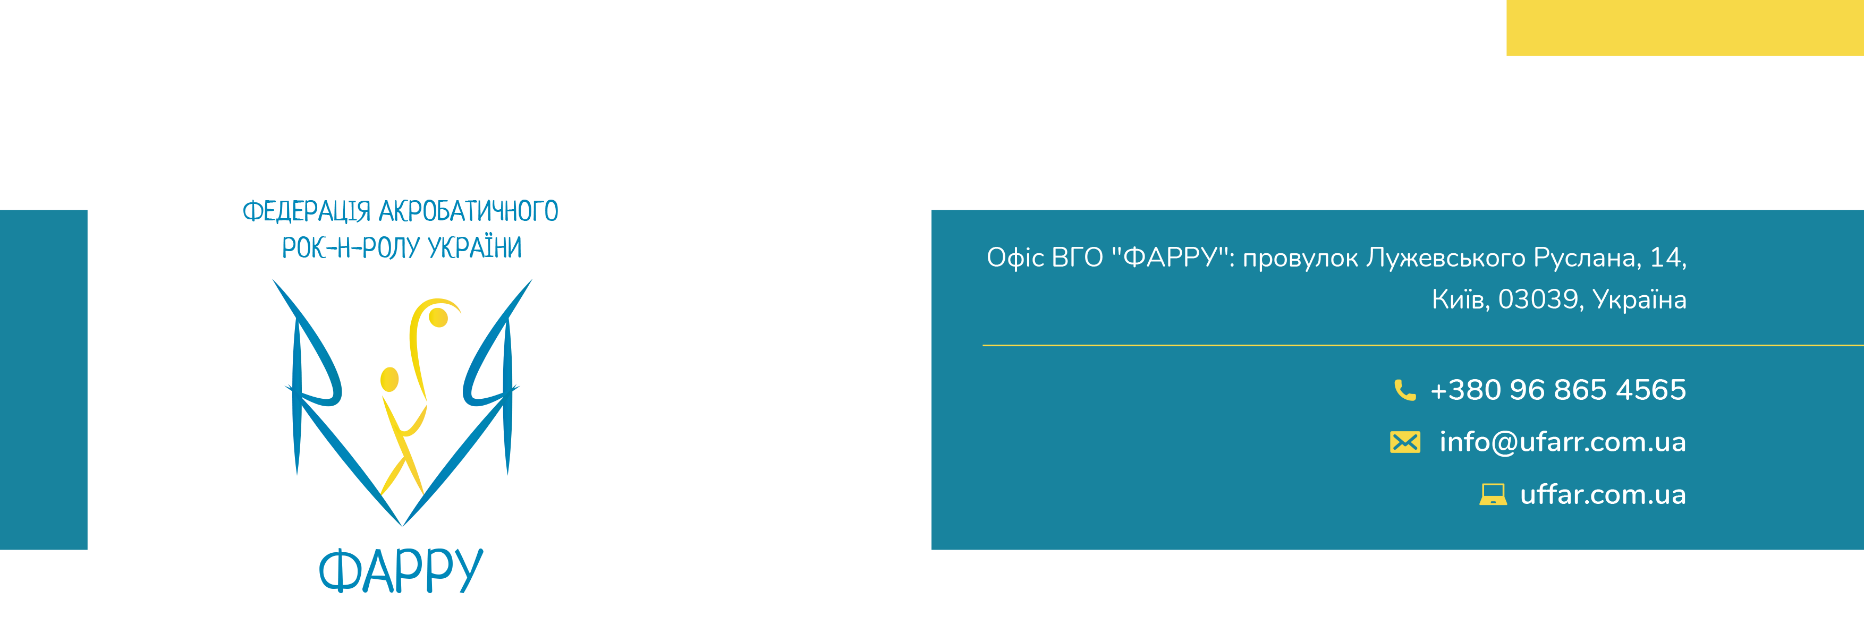 ФЕДЕРАЦІЯ АКРОБАТИЧНОГО
РОК-Н-РОЛУ УКРАЇНИ
ФАРРУ
Офіс ВГО "ФАРРУ": провулок Лужевського Руслана, 14,
Київ, 03039, Україна
+380 96 865 4565
info@ufarr.com.ua
uffar.com.ua